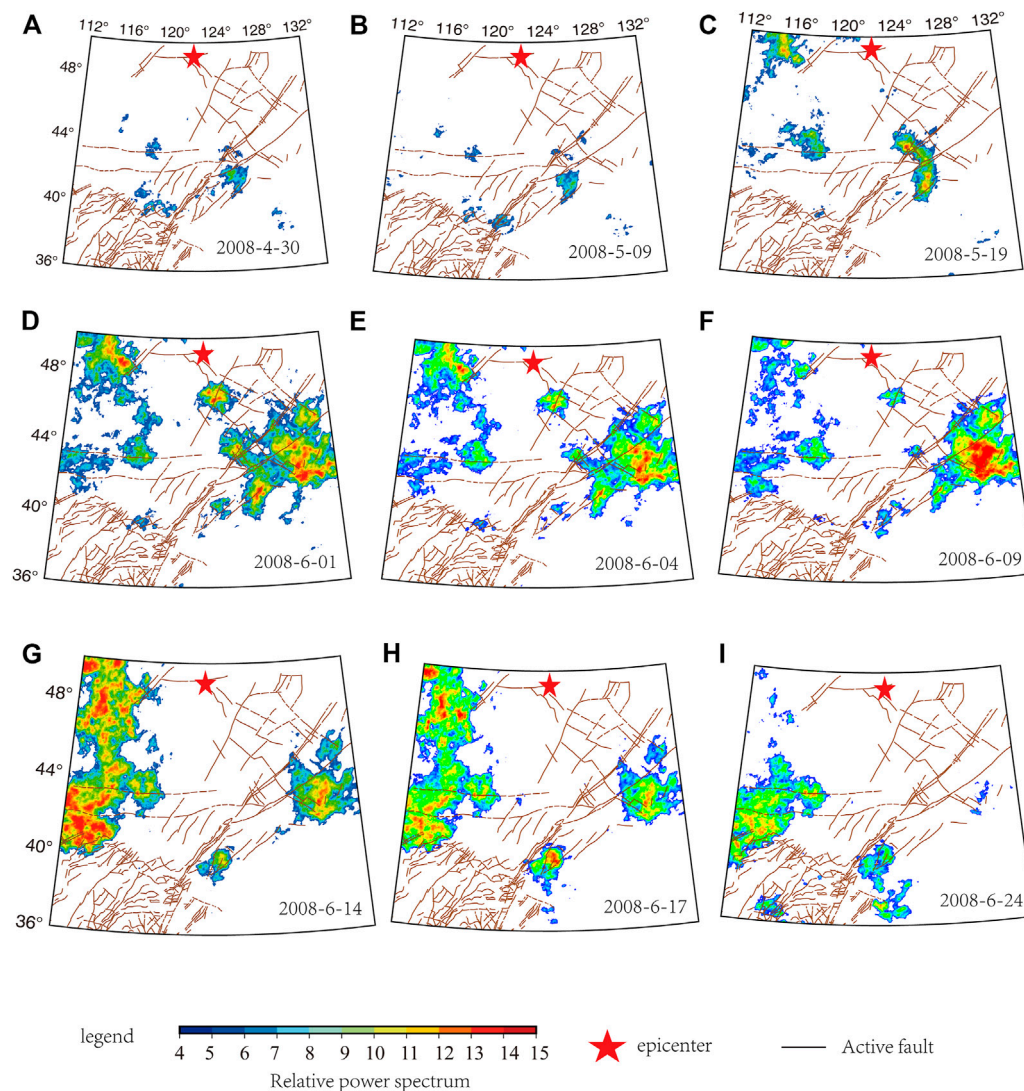 A B C
112° 116° 120° 124° 128° 132° 112° 116° 120° 124° 128° 132° 112° 116° 120° 124° 128° 132°
48°
44°
40°
36°
2008-4-30 2008-5-09 2008-5-19
D E F
48°
44°
40°
36°
2008-6-01 2008-6-04 2008-6-09
G H I
48°
44°
40°
36°
2008-6-14 2008-6-17 2008-6-24
legend epicenter Active fault
4 5 6 7 8 9 10 11 12 13 14 15
Relative power spectrum